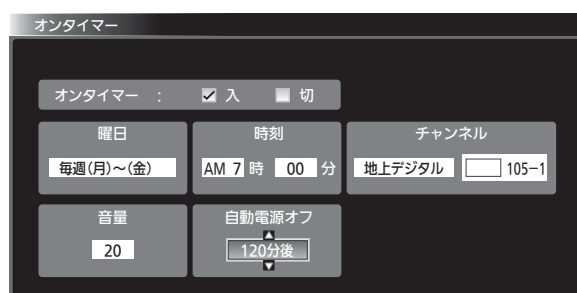 オンタイマー
オンタイマー ： 入 切
曜日 時刻 チャンネル
毎週(月)～(金) AM 7 時 00 分 地上デジタル 105-1
音量 自動電源オフ
20 120分後